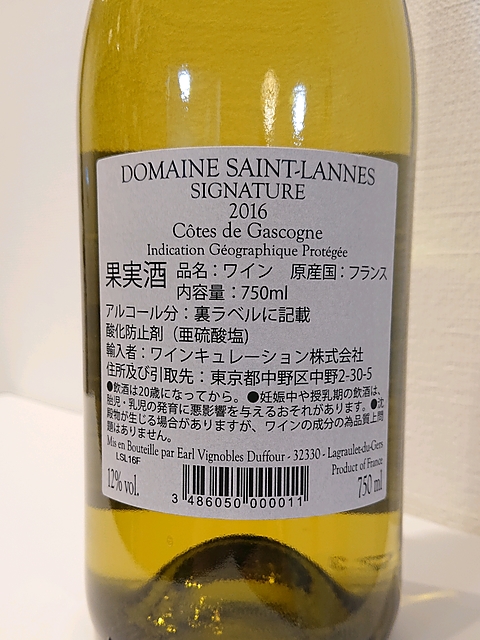 DOMAINE SAINT-LANNES
SIGNATURE
2016
Côtes de Gascogne
Indication Géographique Protégée
果実酒 品名：ワイン 原産国：フランス
内容量：750ml
アルコール分：裏ラベルに記載
酸化防止剤（亜硫酸塩）
輸入者：ワインキュレーション株式会社
住所及び引取先：東京都中野区中野2-30-5
●飲酒は20歳になってから。●妊娠中や授乳期の飲酒は、
胎児・乳児の発育に悪影響を与えるおそれがあります。●沈
殿物が生じる場合がありますが、ワインの成分の為品質上問
題はありません。
Mis en Bouteille par Earl Vignobles Duffour - 32330 - Lagraulet-du-Gers
LSL16F
Product of France
12% vol.
750 ml
3 486050 000011